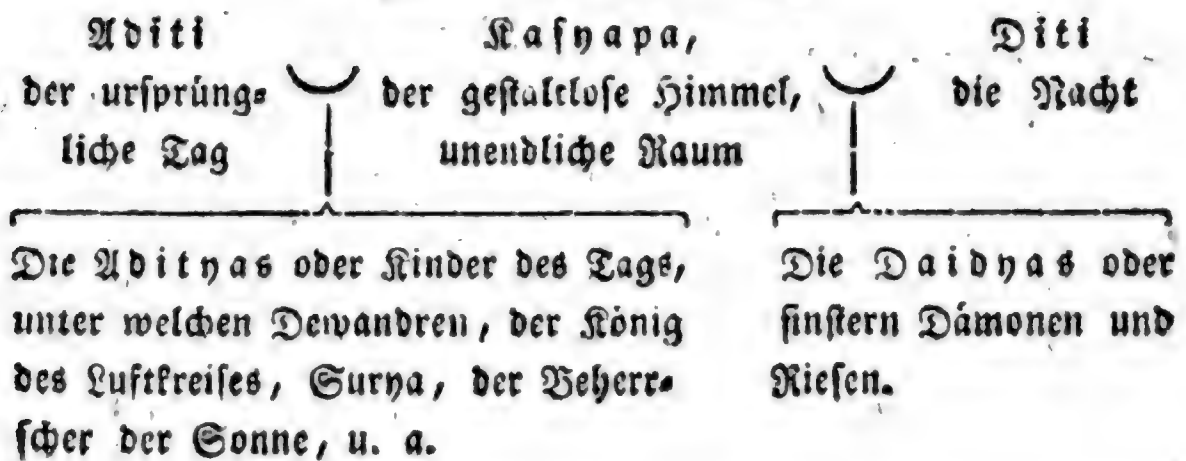 Aditi
der ursprüng-
liche Tag
Kasyapa,
der gestaltlose Himmel,
unendliche Raum
Diti
die Nacht
Die Adityas oder Kinder des Tags,
unter welchen Dewandren, der König
des Luftkreises, Surya, der Beherr-
scher der Sonne, u. a.
Die Daidyas oder
finstern Dämonen und
Riesen.